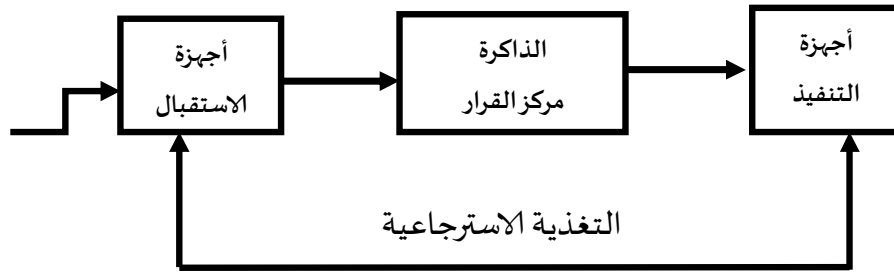 أجهزة
الاستقبال
الذاكرة
مركز القرار
أجهزة
التنفيذ
التغذية الاسترجاعية